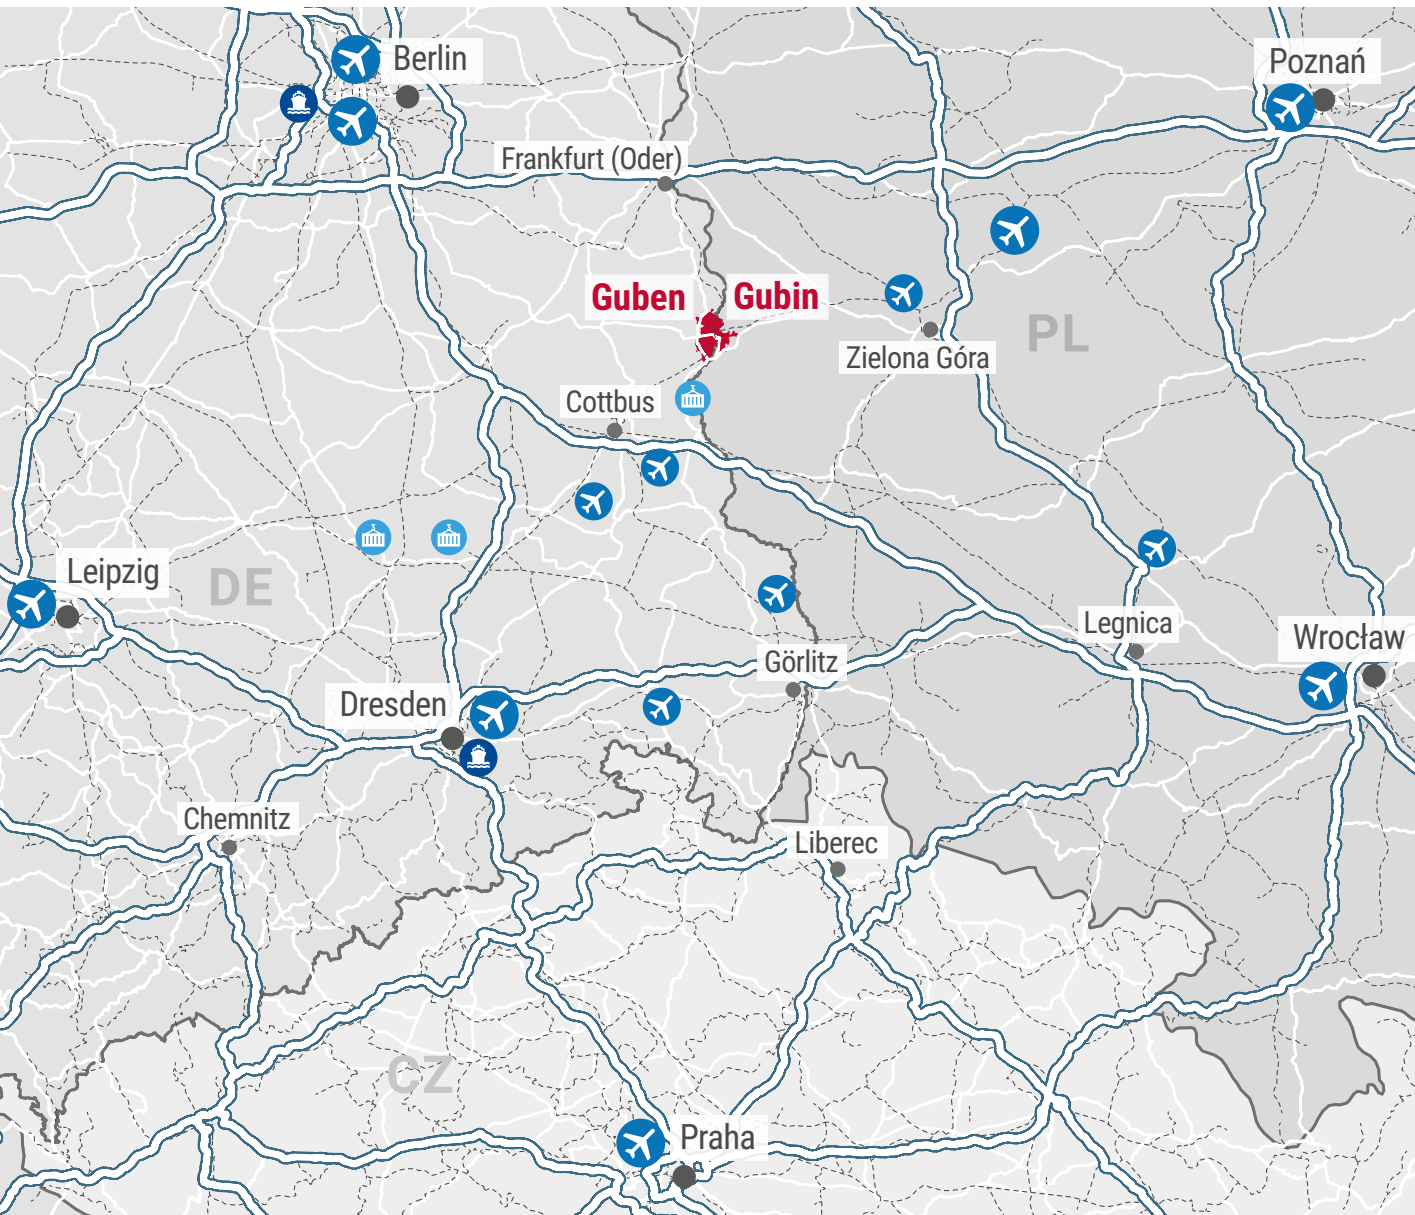 Berlin
Poznań
Frankfurt (Oder)
Guben
Gubin
PL
Zielona Góra
Cottbus
Leipzig
DE
Legnica
Wrocław
Görlitz
Dresden
Chemnitz
Liberec
CZ
Praha